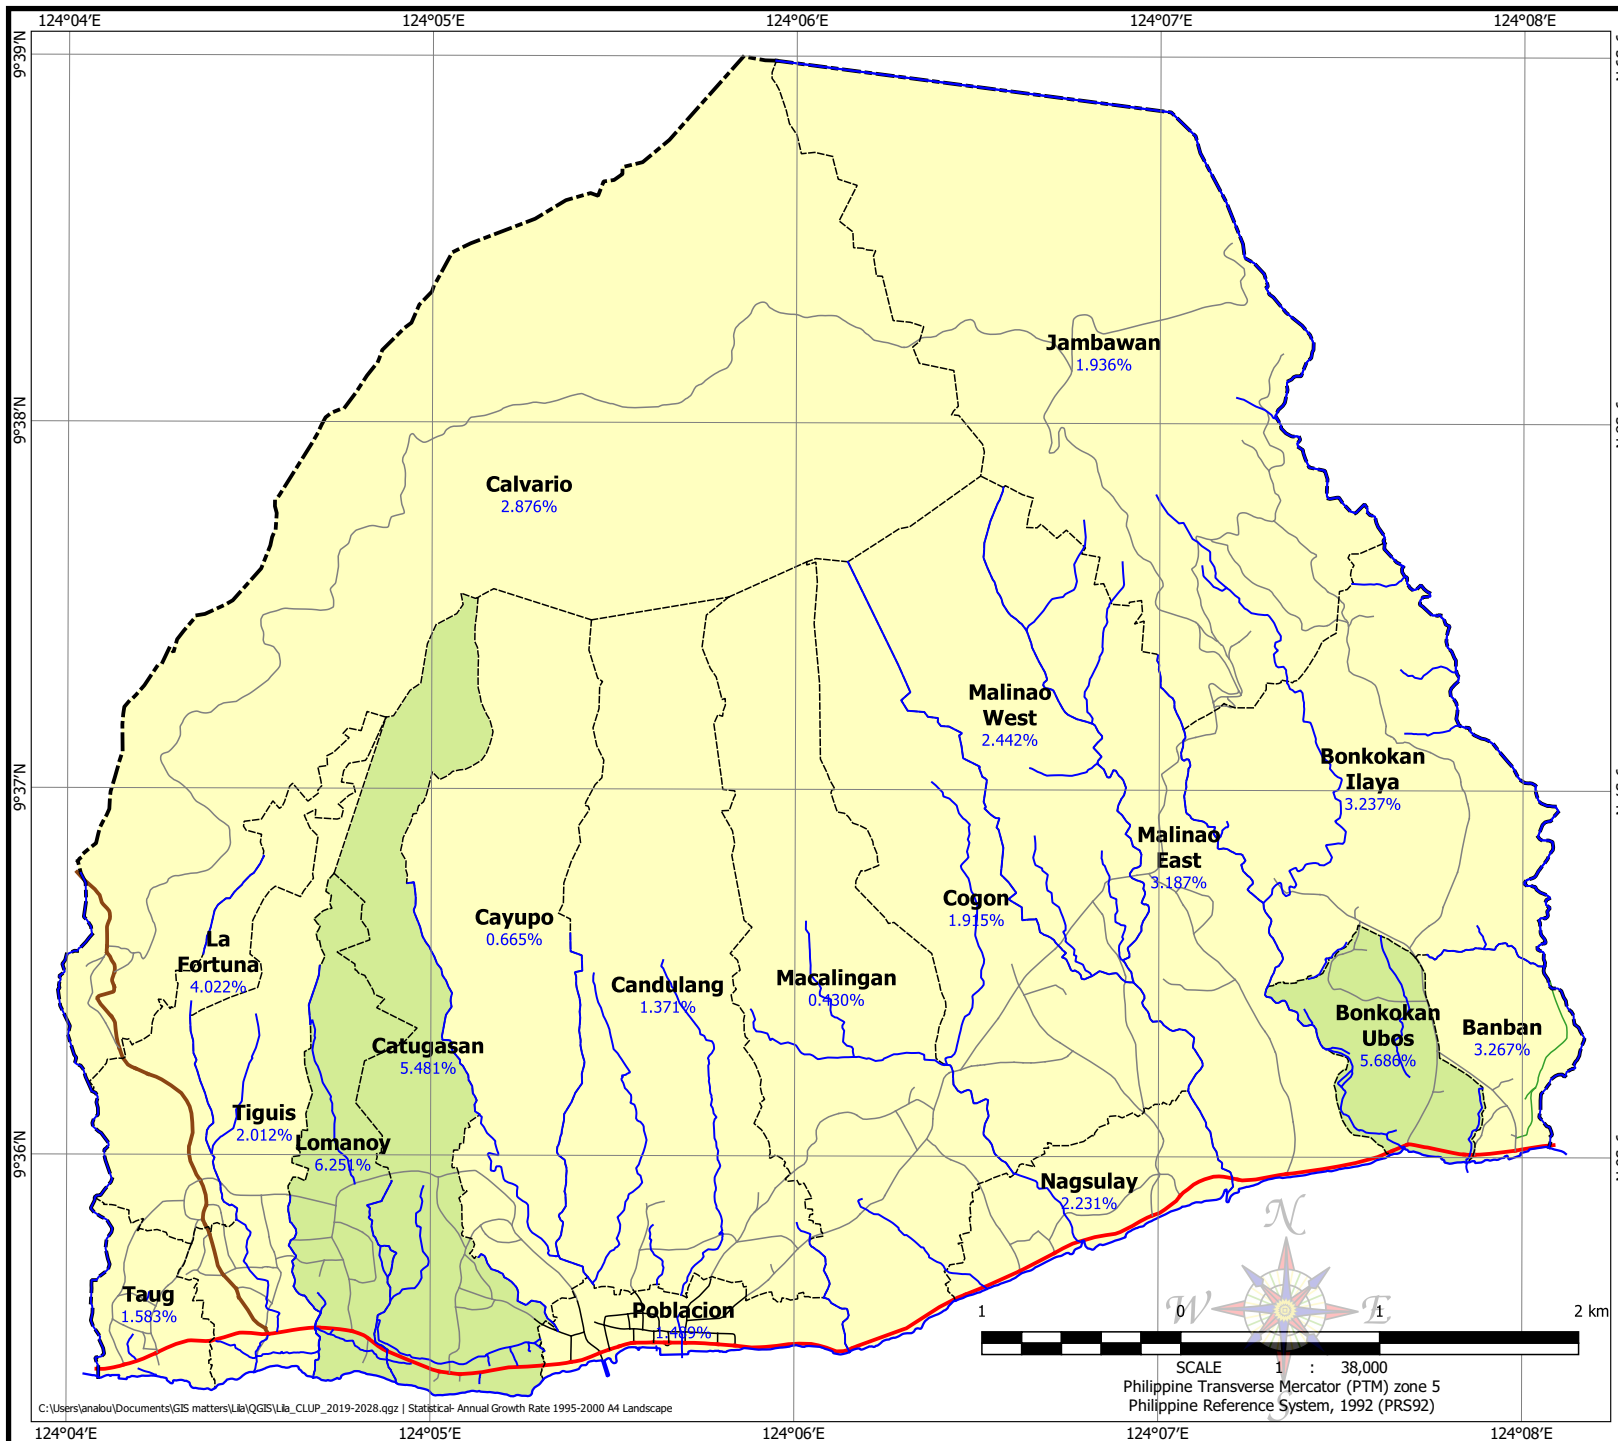 124°04′E 124°05′E 124°06′E 124°07′E 124°08′E
9°39′N
Jambawan
1.936%
9°38′N
Calvario
2.876%
Malinao
West
2.442%
Bonkokan
Ilaya
3.237%
9°37′N
Malinao
East
3.187%
Cogon
1.915%
Cayupo
0.665%
La
Fortuna
4.022%
Candulang
1.371%
Macalingan
0.430%
Bonkokan
Ubos
5.686%
Banban
3.267%
Catugasan
5.481%
Tiguis
2.012%
Lomanoy
6.251%
9°36′N
Nagsulay
2.231%
N
Taug
1.583%
Poblacion
1.489%
W E
1 0 1 2 km
S
SCALE 1 : 38,000
Philippine Transverse Mercator (PTM) zone 5
Philippine Reference System, 1992 (PRS92)
C:\Users\analou\Documents\GIS matters\Lila\QGIS\Lila_CLUP_2019-2028.qgz | Statistical- Annual Growth Rate 1995-2000 A4 Landscape
124°04′E 124°05′E 124°06′E 124°07′E 124°08′E